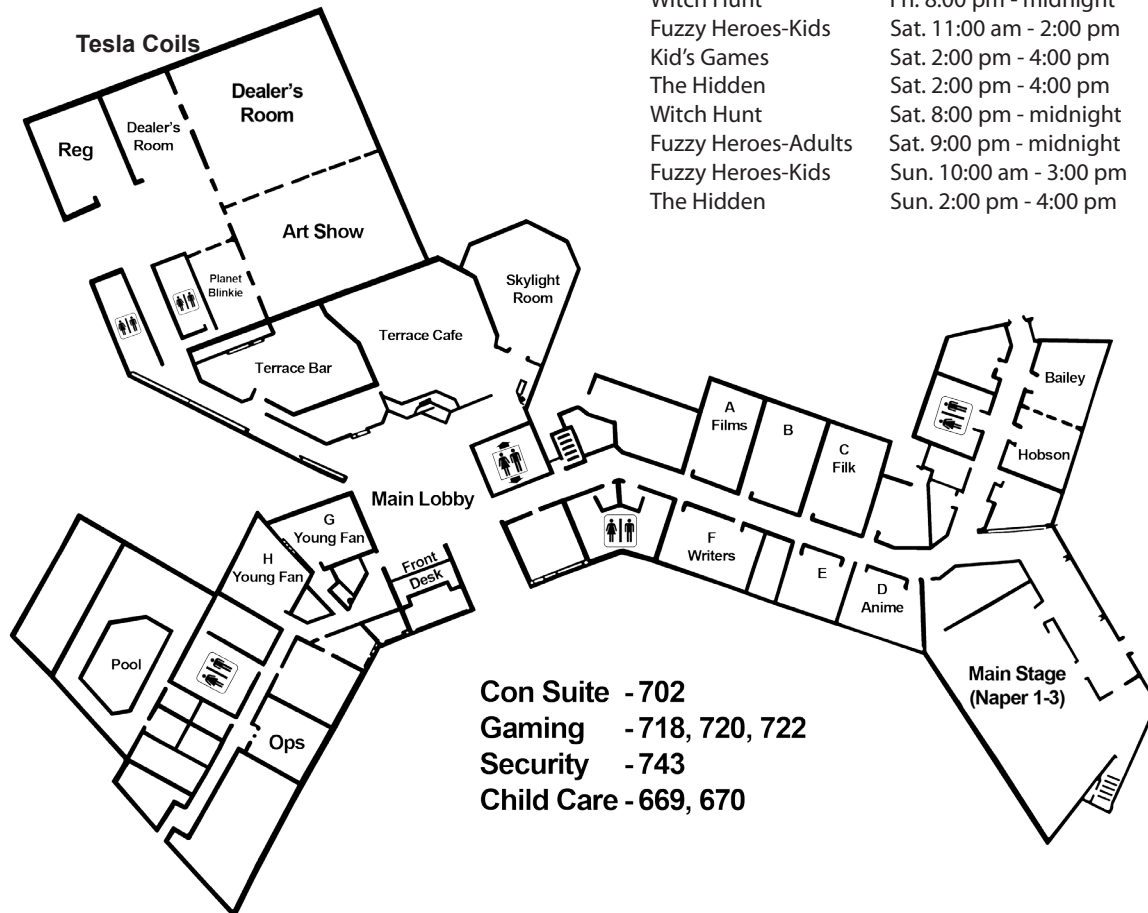 Witch Hunt Fri. 8:00 pm - midnight
Fuzzy Heroes-Kids Sat. 11:00 am - 2:00 pm
Kid's Games Sat. 2:00 pm - 4:00 pm
The Hidden Sat. 2:00 pm - 4:00 pm
Witch Hunt Sat. 8:00 pm - midnight
Fuzzy Heroes-Adults Sat. 9:00 pm - midnight
Fuzzy Heroes-Kids Sun. 10:00 am - 3:00 pm
The Hidden Sun. 2:00 pm - 4:00 pm
Tesla Coils
Dealer's
Room
Dealer's
Room
Reg
Art Show
Planet
Blinkie
Skylight
Room
Terrace Cafe
Terrace Bar
Main Lobby
A
Films
B
C
Filk
Bailey
Hobson
G
Young Fan
H
Young Fan
Front
Desk
F
Writers
E
D
Anime
Pool
Ops
Main Stage
(Naper 1-3)
Con Suite - 702
Gaming - 718, 720, 722
Security - 743
Child Care - 669, 670